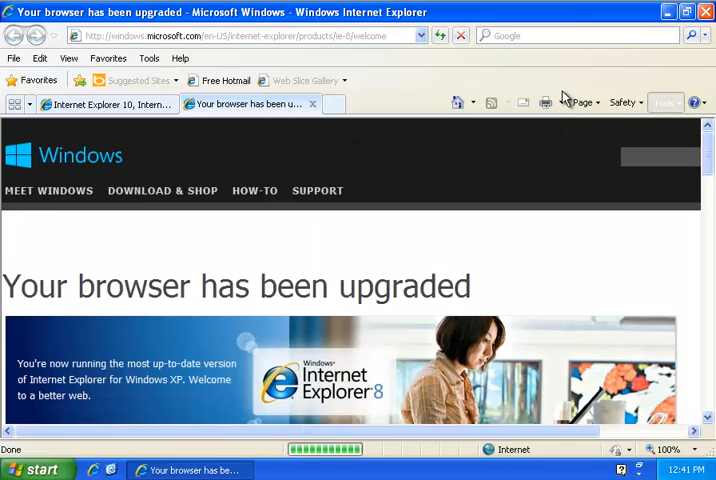 Your browser has been upgraded - Microsoft Windows - Windows Internet Explorer
http://windows.microsoft.com/en-US/internet-explorer/products/ie-8/welcome
Google
File Edit View Favorites Tools Help
Favorites Suggested Sites Free Hotmail Web Slice Gallery
Internet Explorer 10, Intern... Your browser has been u... Page Safety Tools
Windows
MEET WINDOWS DOWNLOAD & SHOP HOW-TO SUPPORT
Your browser has been upgraded
You're now running the most up-to-date version
of Internet Explorer for Windows XP. Welcome
to a better web.
Windows
Internet
Explorer 8
Done Internet 100%
start Your browser has be... 12:41 PM